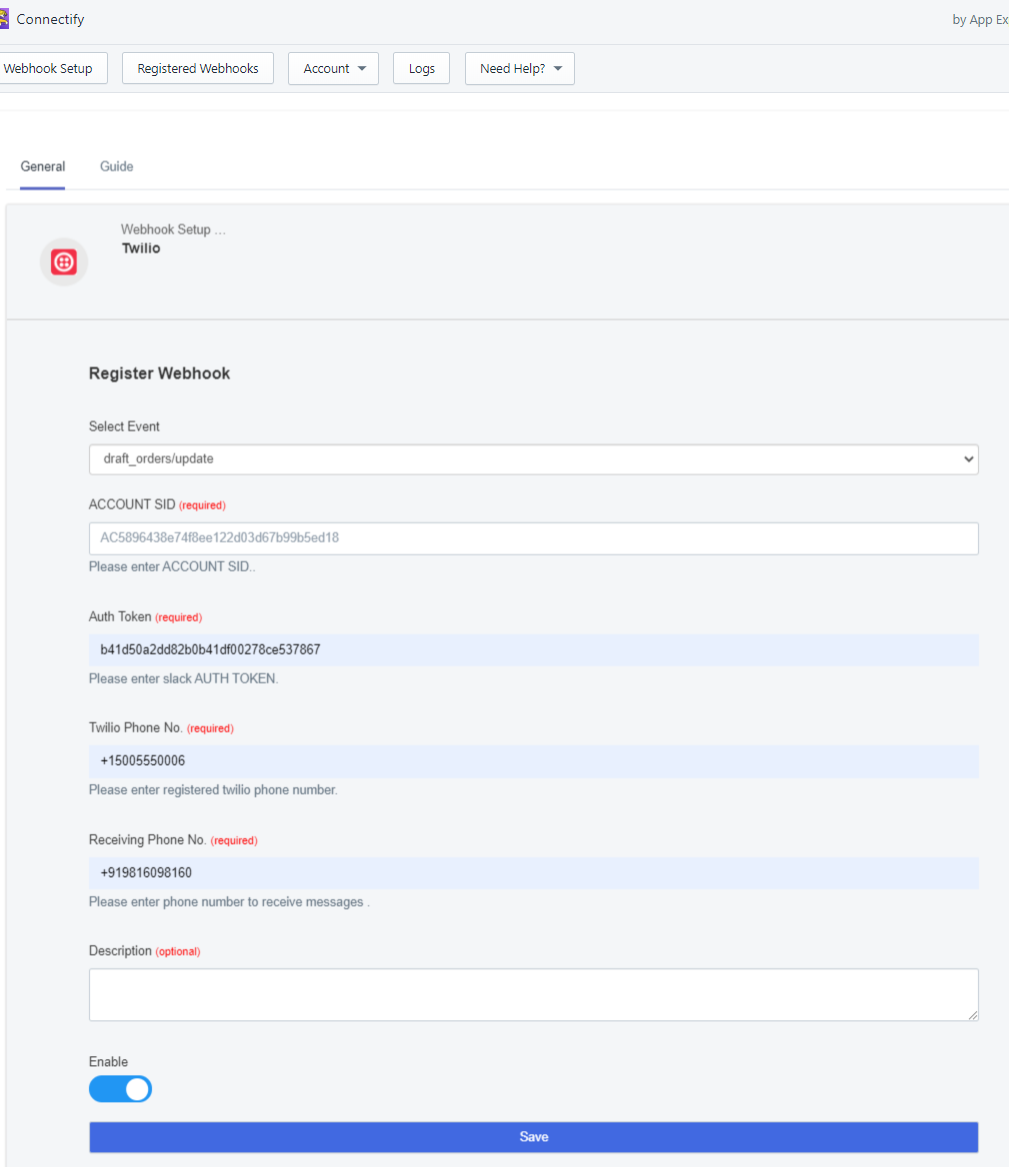 Connectify
by App Ex
Webhook Setup
Registered Webhooks
Account
Logs
Need Help?
General
Guide
Webhook Setup ...
Twilio
Register Webhook
Select Event
draft_orders/update
ACCOUNT SID (required)
AC5896438e74f8ee122d03d67b99b5ed18
Please enter ACCOUNT SID..
Auth Token (required)
b41d50a2dd82b0b41df00278ce537867
Please enter slack AUTH TOKEN.
Twilio Phone No. (required)
+15005550006
Please enter registered twilio phone number.
Receiving Phone No. (required)
+919816098160
Please enter phone number to receive messages .
Description (optional)
Enable
Save